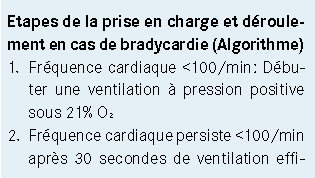 Etapes de la prise en charge et déroule-
ment en cas de bradycardie (Algorithme)
1. Fréquence cardiaque <100/min: Débu-
ter une ventilation à pression positive
sous 21% O₂
2. Fréquence cardiaque persiste <100/min
après 30 secondes de ventilation effi-